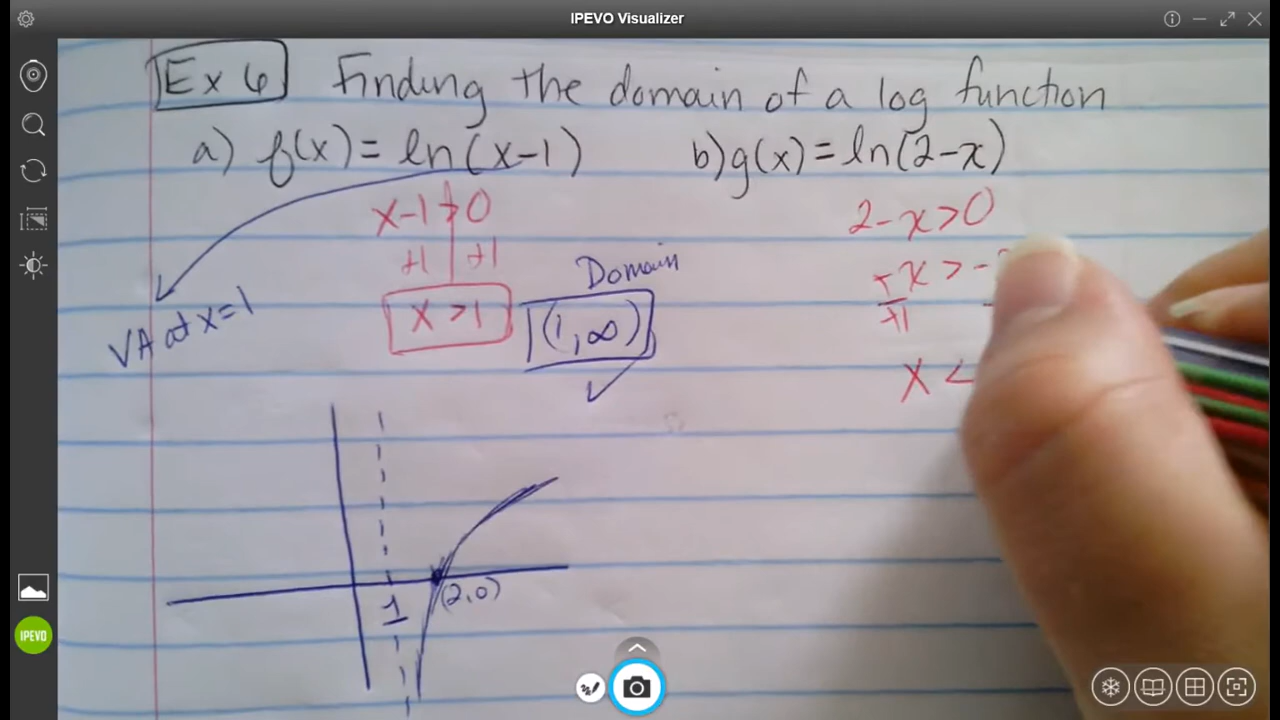 IPEVO Visualizer
Ex 6 Finding the domain of a log function
a) f(x) = ln(x-1)
b) g(x) = ln(2-x)
x-1 > 0
+1 +1
x > 1
Domain
(1, ∞)
VA at x=1
2-x > 0
-x > -
x <
1
(2,0)
IPEVO